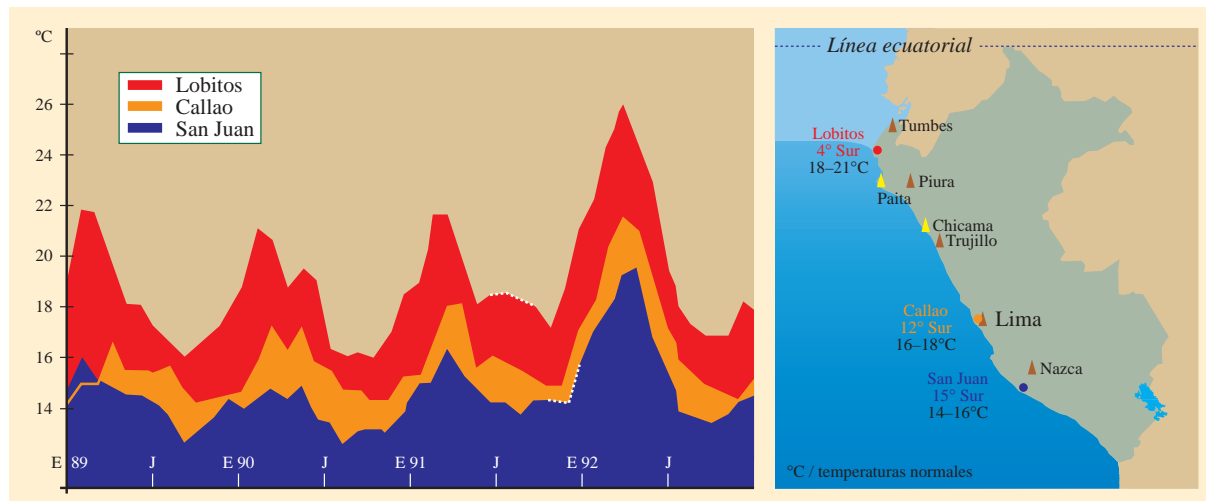 °C
26
24
22
20
18
16
14
Lobitos
Callao
San Juan
E 89
J
E 90
J
E 91
J
E 92
J
Línea ecuatorial
Tumbes
Lobitos
4° Sur
18–21°C
Piura
Paita
Chicama
Trujillo
Callao
12° Sur
16–18°C
Lima
Nazca
San Juan
15° Sur
14–16°C
°C / temperaturas normales